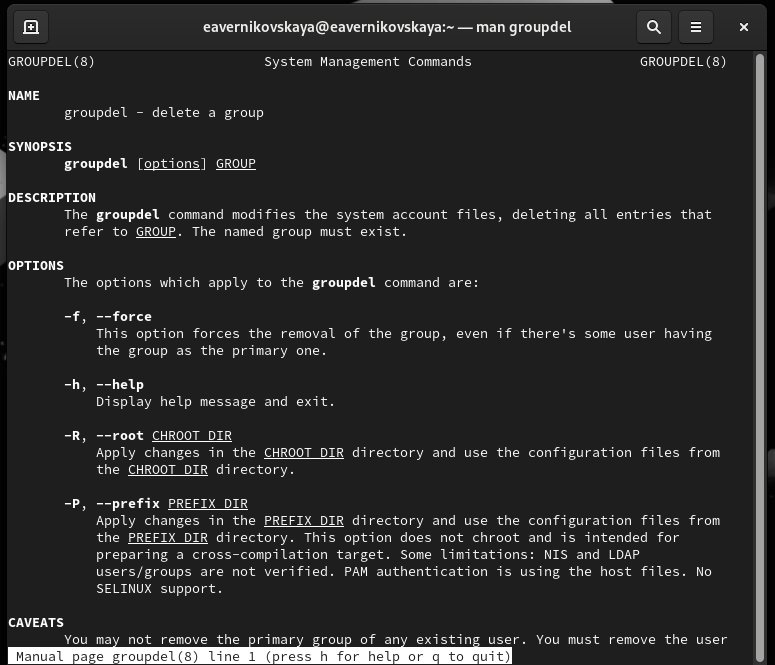 eavernikovskaya@eavernikovskaya:~ — man groupdel
GROUPDEL(8) System Management Commands GROUPDEL(8)
NAME
groupdel - delete a group
SYNOPSIS
groupdel [options] GROUP
DESCRIPTION
The groupdel command modifies the system account files, deleting all entries that
refer to GROUP. The named group must exist.
OPTIONS
The options which apply to the groupdel command are:
-f, --force
This option forces the removal of the group, even if there's some user having
the group as the primary one.
-h, --help
Display help message and exit.
-R, --root CHROOT_DIR
Apply changes in the CHROOT_DIR directory and use the configuration files from
the CHROOT_DIR directory.
-P, --prefix PREFIX_DIR
Apply changes in the PREFIX_DIR directory and use the configuration files from
the PREFIX_DIR directory. This option does not chroot and is intended for
preparing a cross-compilation target. Some limitations: NIS and LDAP
users/groups are not verified. PAM authentication is using the host files. No
SELINUX support.
CAVEATS
You may not remove the primary group of any existing user. You must remove the user
Manual page groupdel(8) line 1 (press h for help or q to quit)